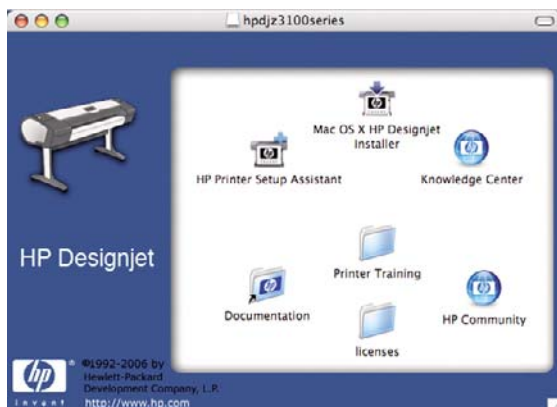 hpdjz3100series
Mac OS X HP Designjet
Installer
HP Printer Setup Assistant
Knowledge Center
HP Designjet
Printer Training
Documentation
HP Community
licenses
hp
®
invent
©1992-2006 by
Hewlett-Packard
Development Company, L.P.
http://www.hp.com